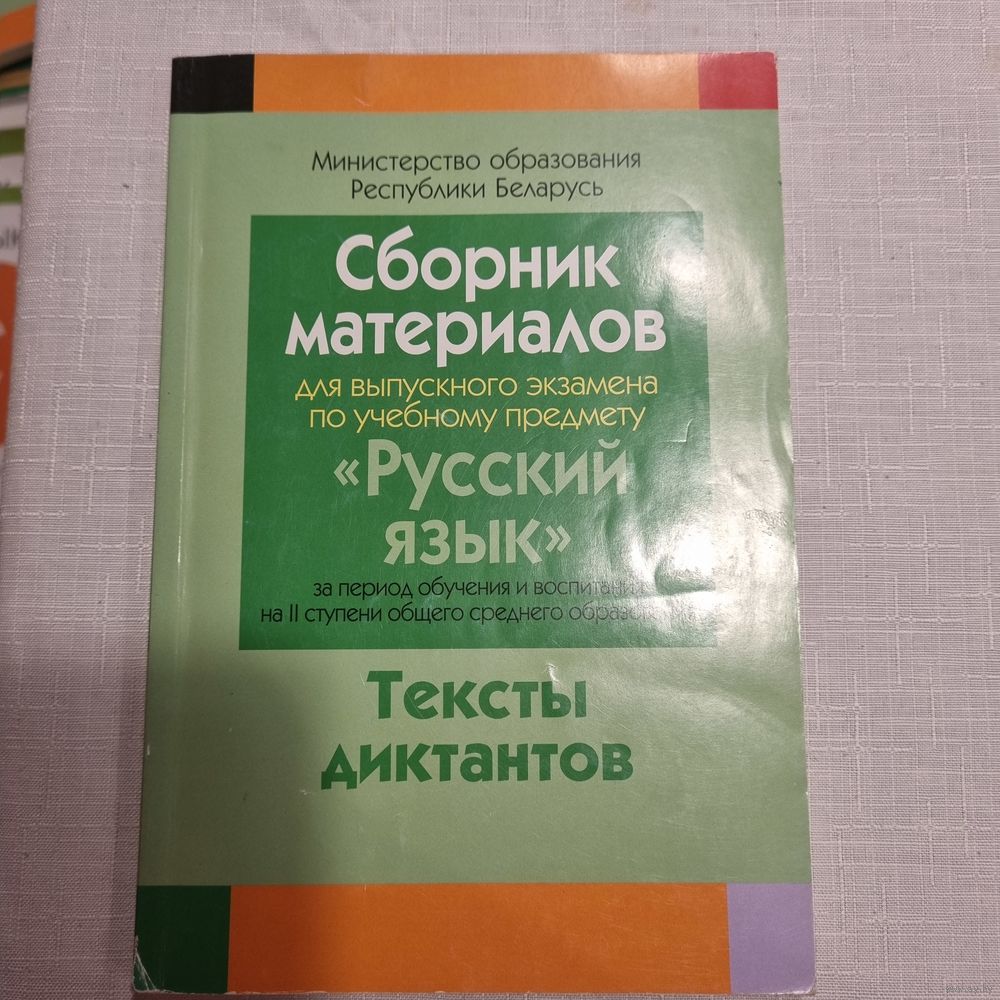 Министерство образования
Республики Беларусь
Сборник
материалов
для выпускного экзамена
по учебному предмету
«Русский
язык»
за период обучения и воспитания
на II ступени общего среднего
Тексты
диктантов